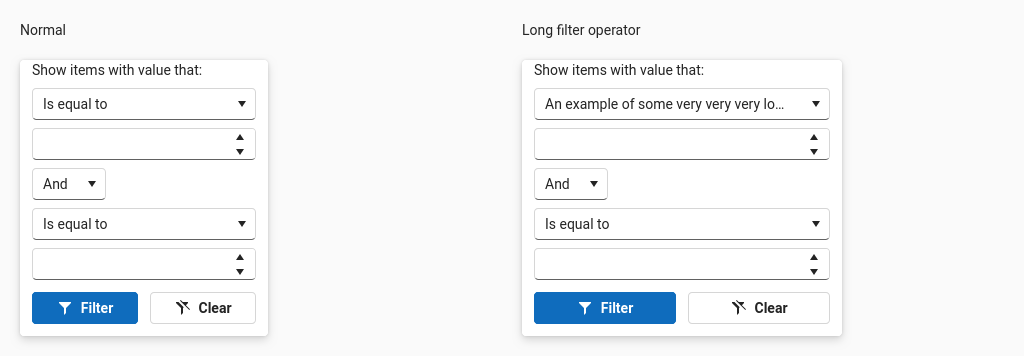 Normal
Show items with value that:
Is equal to
And
Is equal to
Filter
Clear
Long filter operator
Show items with value that:
An example of some very very very lo…
And
Is equal to
Filter
Clear